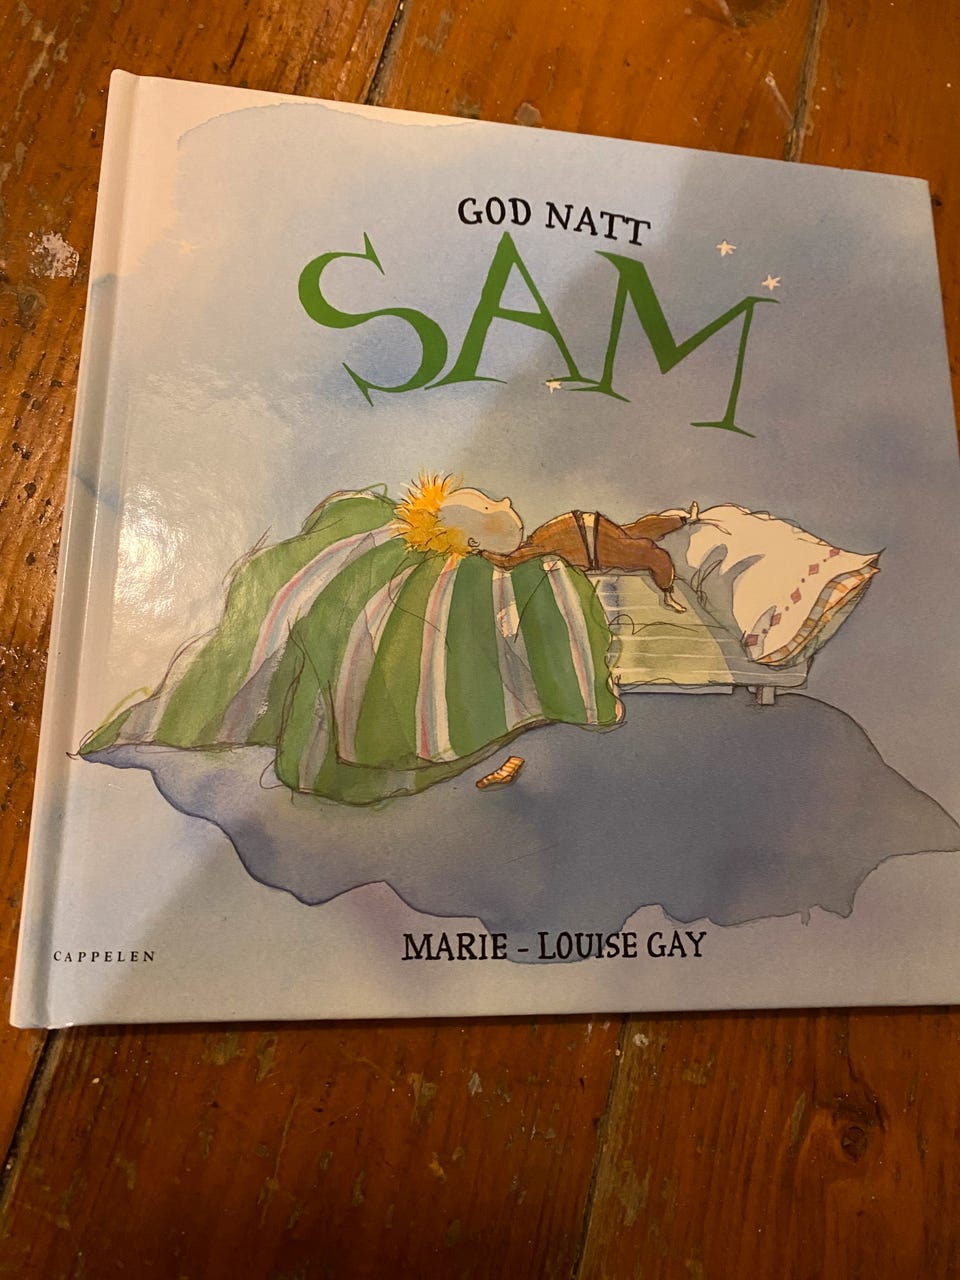 GOD NATT
SAM
CAPPELEN
MARIE - LOUISE GAY